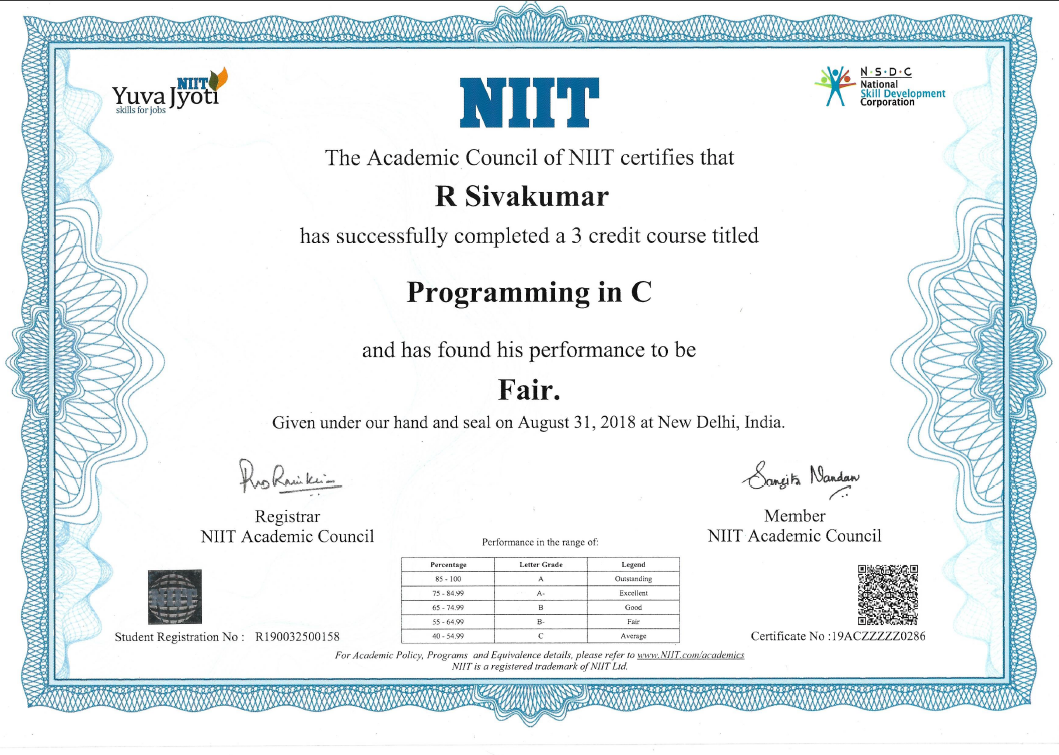 NIIT
Yuva Jyoti
skills for jobs
NIIT
N·S·D·C
National
Skill Development
Corporation
The Academic Council of NIIT certifies that
R Sivakumar
has successfully completed a 3 credit course titled
Programming in C
and has found his performance to be
Fair.
Given under our hand and seal on August 31, 2018 at New Delhi, India.
Sangita Nandan
Registrar
NIIT Academic Council
Member
NIIT Academic Council
Performance in the range of:
Percentage Letter Grade Legend
85 - 100 A Outstanding
75 - 84.99 A- Excellent
65 - 74.99 B Good
55 - 64.99 B- Fair
40 - 54.99 C Average
NIIT
Student Registration No : R190032500158
Certificate No :19ACZZZZZ0286
For Academic Policy, Programs and Equivalence details, please refer to www.NIIT.com/academics
NIIT is a registered trademark of NIIT Ltd.